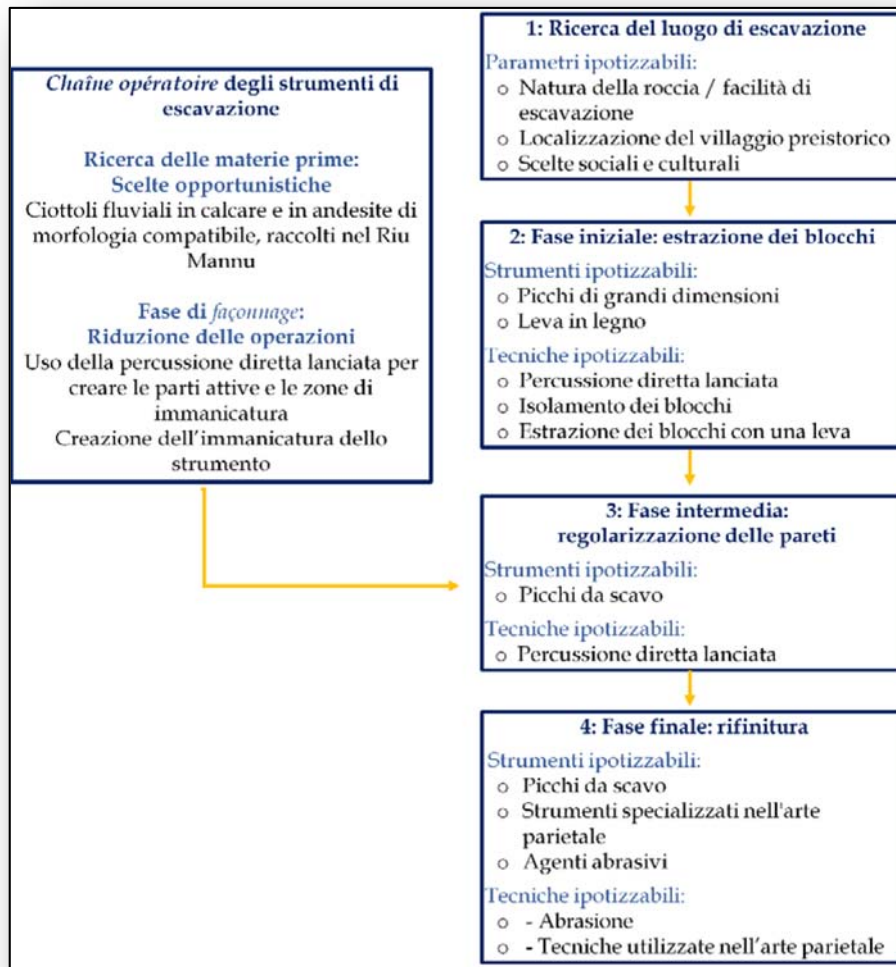 Chaîne opératoire degli strumenti di
escavazione
Ricerca delle materie prime:
Scelte opportunistiche
Ciottoli fluviali in calcare e in andesite di
morfologia compatibile, raccolti nel Riu
Mannu
Fase di façonnage:
Riduzione delle operazioni
Uso della percussione diretta lanciata per
creare le parti attive e le zone di
immanicatura
Creazione dell'immanicatura dello
strumento
1: Ricerca del luogo di escavazione
Parametri ipotizzabili:
o Natura della roccia / facilità di
escavazione
o Localizzazione del villaggio preistorico
o Scelte sociali e culturali
2: Fase iniziale: estrazione dei blocchi
Strumenti ipotizzabili:
o Picchi di grandi dimensioni
o Leva in legno
Tecniche ipotizzabili:
o Percussione diretta lanciata
o Isolamento dei blocchi
o Estrazione dei blocchi con una leva
3: Fase intermedia:
regolarizzazione delle pareti
Strumenti ipotizzabili:
o Picchi da scavo
Tecniche ipotizzabili:
o Percussione diretta lanciata
4: Fase finale: rifinitura
Strumenti ipotizzabili:
o Picchi da scavo
o Strumenti specializzati nell'arte
parietale
o Agenti abrasivi
Tecniche ipotizzabili:
o - Abrasione
o - Tecniche utilizzate nell'arte parietale